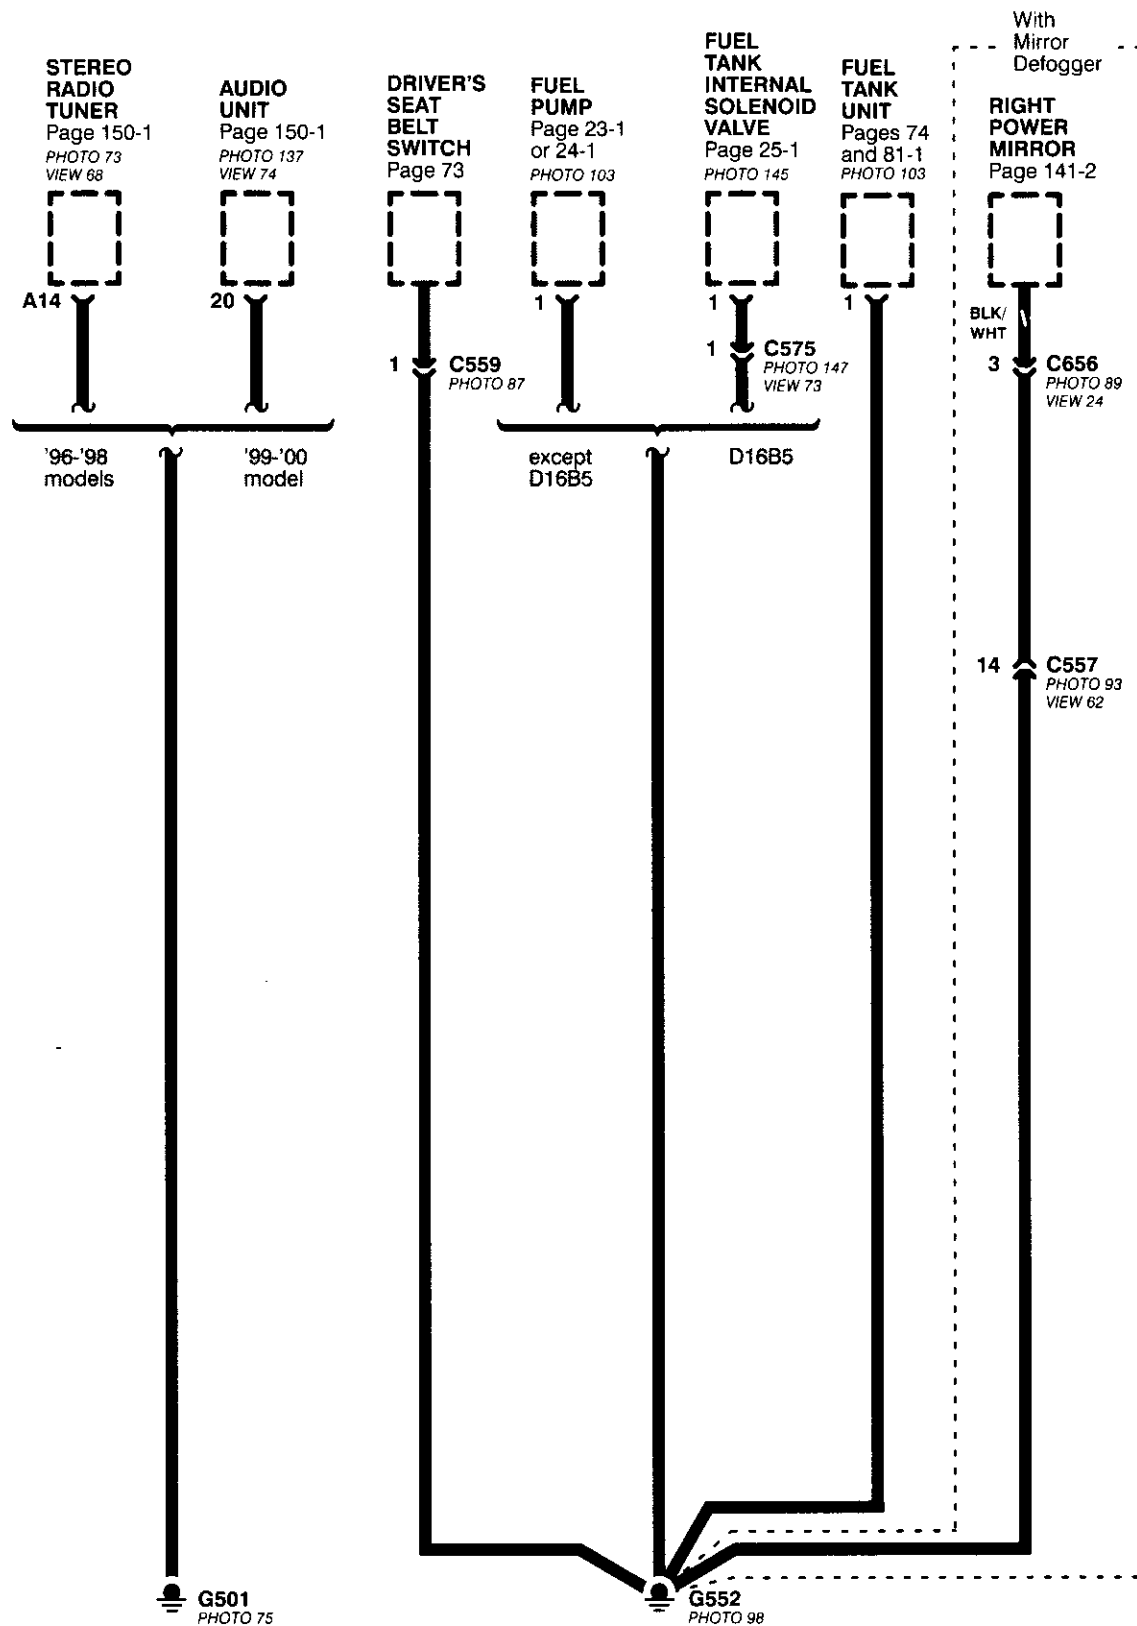 With
Mirror
Defogger
STEREO
RADIO
TUNER
Page 150-1
PHOTO 73
VIEW 68
AUDIO
UNIT
Page 150-1
PHOTO 137
VIEW 74
DRIVER'S
SEAT
BELT
SWITCH
Page 73
FUEL
PUMP
Page 23-1
or 24-1
PHOTO 103
FUEL
TANK
INTERNAL
SOLENOID
VALVE
Page 25-1
PHOTO 145
FUEL
TANK
UNIT
Pages 74
and 81-1
PHOTO 103
RIGHT
POWER
MIRROR
Page 141-2
A14
20
1
1
1
BLK/
WHT
1
C559
PHOTO 87
1
C575
PHOTO 147
VIEW 73
3
C656
PHOTO 89
VIEW 24
'96-'98
models
'99-'00
model
except
D16B5
D16B5
14
C557
PHOTO 93
VIEW 62
G501
PHOTO 75
G552
PHOTO 98